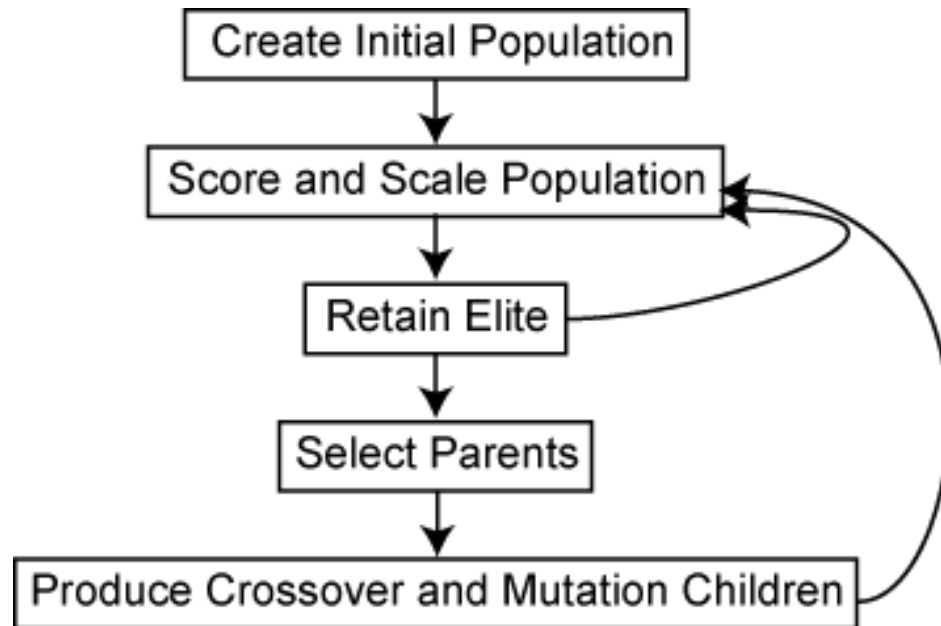 Create Initial Population
Score and Scale Population
Retain Elite
Select Parents
Produce Crossover and Mutation Children